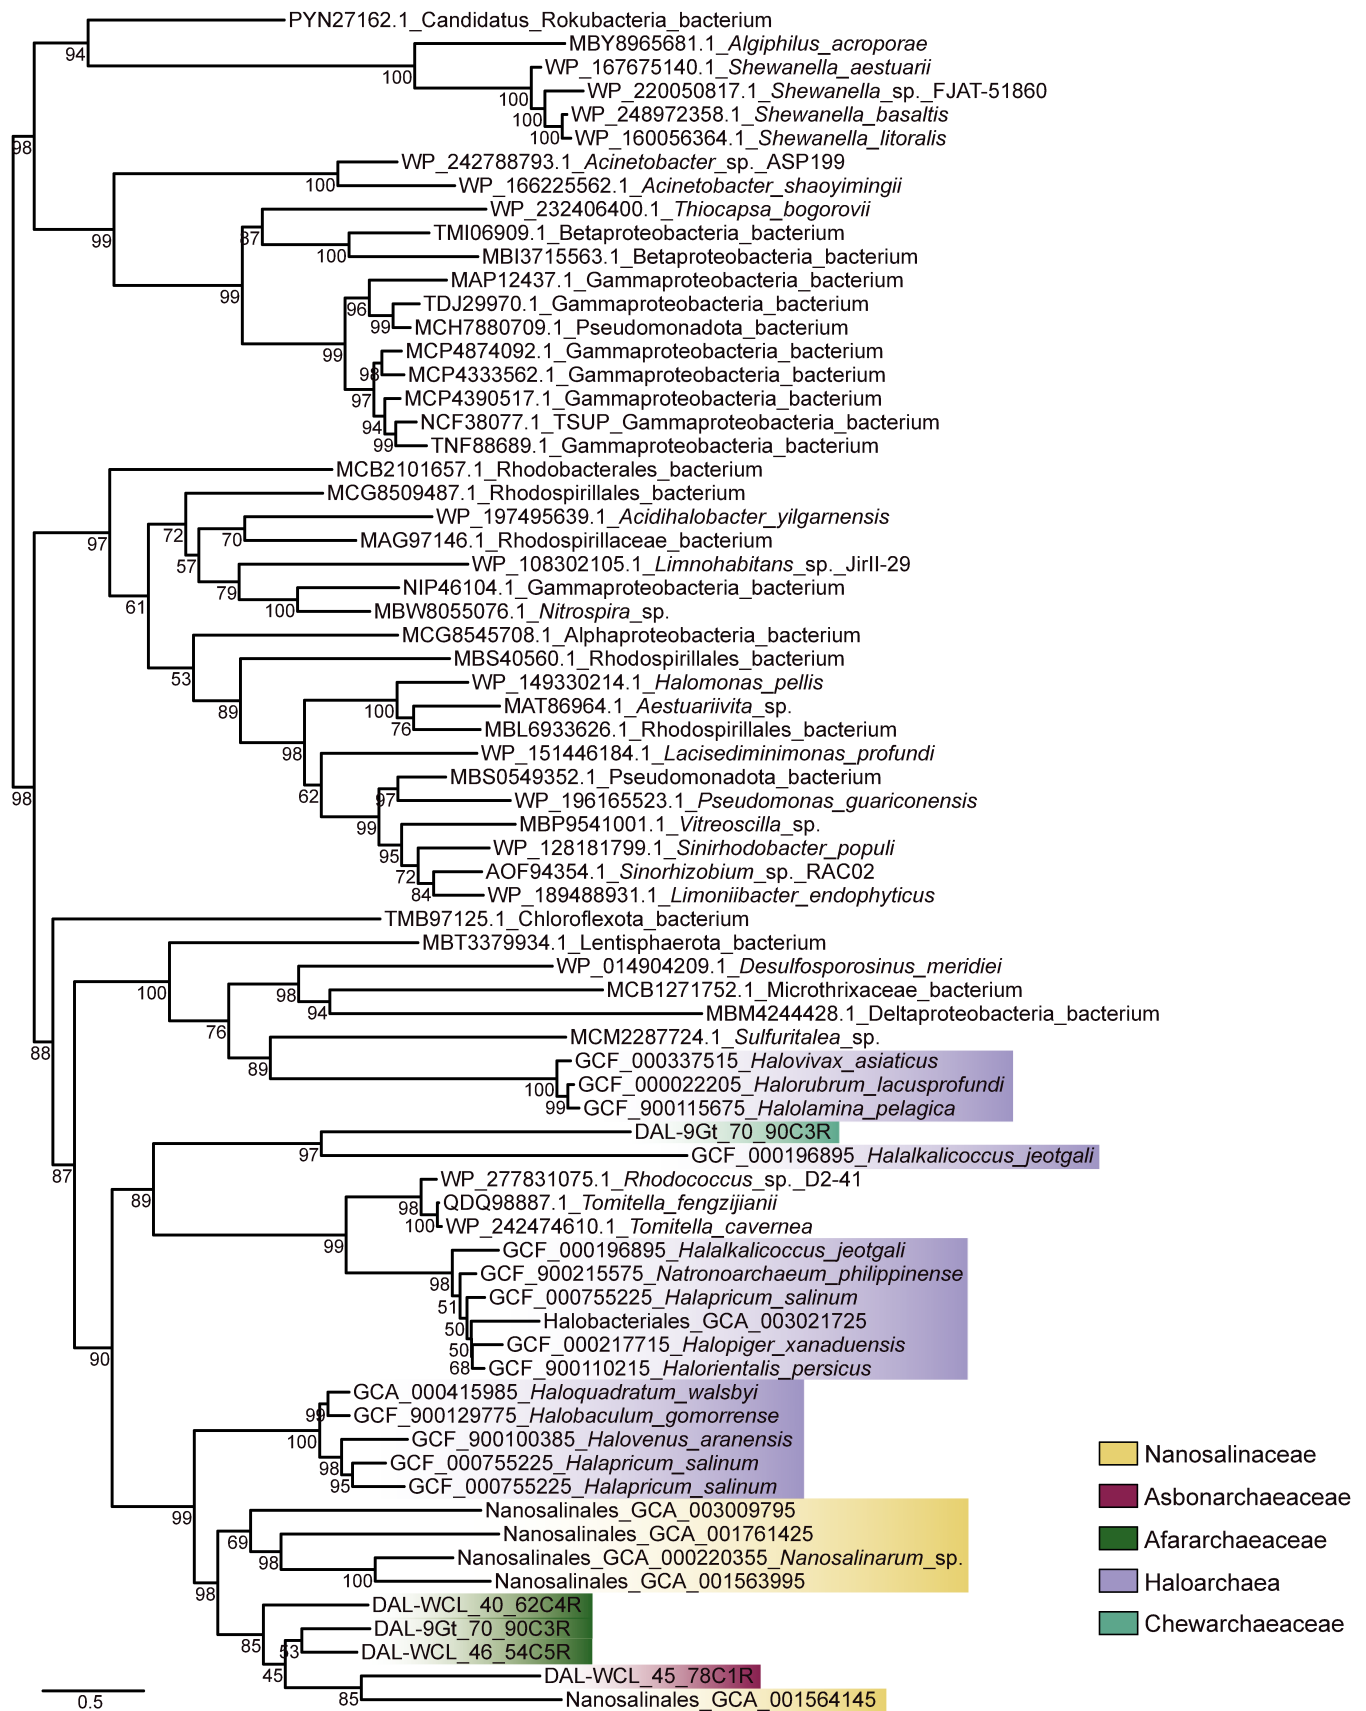 PYN27162.1_Candidatus_Rokubacteria_bacterium
94
MBY8965681.1_Algiphilus_acroporae
100
WP_167675140.1_Shewanella_aestuarii
100
WP_220050817.1_Shewanella_sp._FJAT-51860
100
WP_248972358.1_Shewanella_basaltis
100
WP_160056364.1_Shewanella_litoralis
98
WP_242788793.1_Acinetobacter_sp._ASP199
100
WP_166225562.1_Acinetobacter_shaoyimingii
99
WP_232406400.1_Thiocapsa_bogorovii
87
TMI06909.1_Betaproteobacteria_bacterium
100
MBI3715563.1_Betaproteobacteria_bacterium
99
MAP12437.1_Gammaproteobacteria_bacterium
96
TDJ29970.1_Gammaproteobacteria_bacterium
99
MCH7880709.1_Pseudomonadota_bacterium
99
MCP4874092.1_Gammaproteobacteria_bacterium
98
MCP4333562.1_Gammaproteobacteria_bacterium
97
MCP4390517.1_Gammaproteobacteria_bacterium
94
NCF38077.1_TSUP_Gammaproteobacteria_bacterium
99
TNF88689.1_Gammaproteobacteria_bacterium
MCB2101657.1_Rhodobacterales_bacterium
MCG8509487.1_Rhodospirillales_bacterium
97
72
WP_197495639.1_Acidihalobacter_yilgarnensis
70
MAG97146.1_Rhodospirillaceae_bacterium
57
WP_108302105.1_Limnohabitans_sp._JirII-29
79
NIP46104.1_Gammaproteobacteria_bacterium
61
100
MBW8055076.1_Nitrospira_sp.
MCG8545708.1_Alphaproteobacteria_bacterium
53
MBS40560.1_Rhodospirillales_bacterium
89
WP_149330214.1_Halomonas_pellis
100
MAT86964.1_Aestuariivita_sp.
76
MBL6933626.1_Rhodospirillales_bacterium
98
WP_151446184.1_Lacisediminimonas_profundi
62
MBS0549352.1_Pseudomonadota_bacterium
97
WP_196165523.1_Pseudomonas_guariconensis
98
99
MBP9541001.1_Vitreoscilla_sp.
95
WP_128181799.1_Sinirhodobacter_populi
72
AOF94354.1_Sinorhizobium_sp._RAC02
84
WP_189488931.1_Limoniibacter_endophyticus
TMB97125.1_Chloroflexota_bacterium
MBT3379934.1_Lentisphaerota_bacterium
100
WP_014904209.1_Desulfosporosinus_meridiei
98
MCB1271752.1_Microthrixaceae_bacterium
94
MBM4244428.1_Deltaproteobacteria_bacterium
76
MCM2287724.1_Sulfuritalea_sp.
88
89
GCF_000337515_Halovivax_asiaticus
100
GCF_000022205_Halorubrum_lacusprofundi
99
GCF_900115675_Halolamina_pelagica
DAL-9Gt_70_90C3R
97
GCF_000196895_Halalkalicoccus_jeotgali
87
89
WP_277831075.1_Rhodococcus_sp._D2-41
98
QDQ98887.1_Tomitella_fengzijianii
100
WP_242474610.1_Tomitella_cavernea
99
GCF_000196895_Halalkalicoccus_jeotgali
98
GCF_900215575_Natronoarchaeum_philippinense
51
GCF_000755225_Halapricum_salinum
50
Halobacteriales_GCA_003021725
50
GCF_000217715_Halopiger_xanaduensis
68
GCF_900110215_Halorientalis_persicus
90
GCA_000415985_Haloquadratum_walsbyi
99
GCF_900129775_Halobaculum_gomorrense
100
GCF_900100385_Halovenus_aranensis
98
GCF_000755225_Halapricum_salinum
95
GCF_000755225_Halapricum_salinum
99
Nanosalinales_GCA_003009795
69
Nanosalinales_GCA_001761425
98
Nanosalinales_GCA_000220355_Nanosalinarum_sp.
100
Nanosalinales_GCA_001563995
98
DAL-WCL_40_62C4R
85
DAL-9Gt_70_90C3R
53
DAL-WCL_46_54C5R
45
DAL-WCL_45_78C1R
85
Nanosalinales_GCA_001564145
0.5
Nanosalinaceae
Asbonarchaeaceae
Afararchaeaceae
Haloarchaea
Chewarchaeaceae